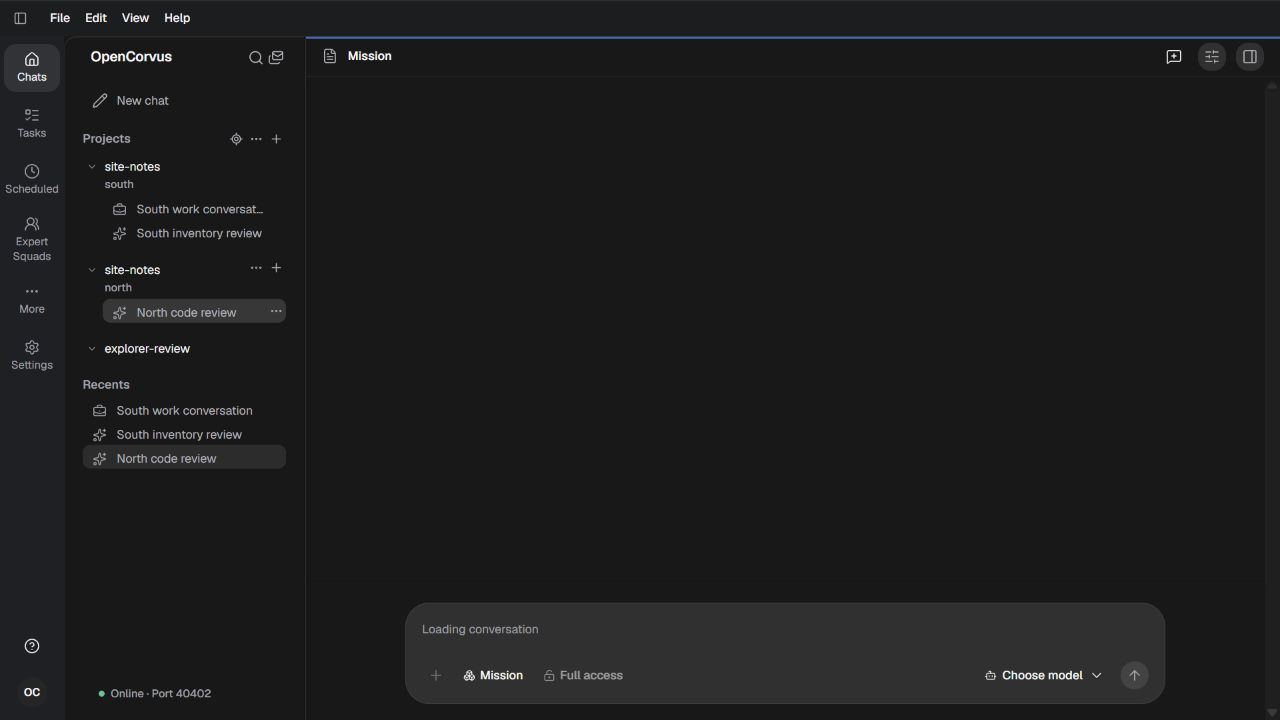 File Edit View Help
Chats
Tasks
Scheduled
Expert
Squads
More
Settings
OC
OpenCorvus
New chat
Projects
site-notes
south
South work conversat...
South inventory review
site-notes
north
North code review
explorer-review
Recents
South work conversation
South inventory review
North code review
Online · Port 40402
Mission
Loading conversation
Mission Full access Choose model